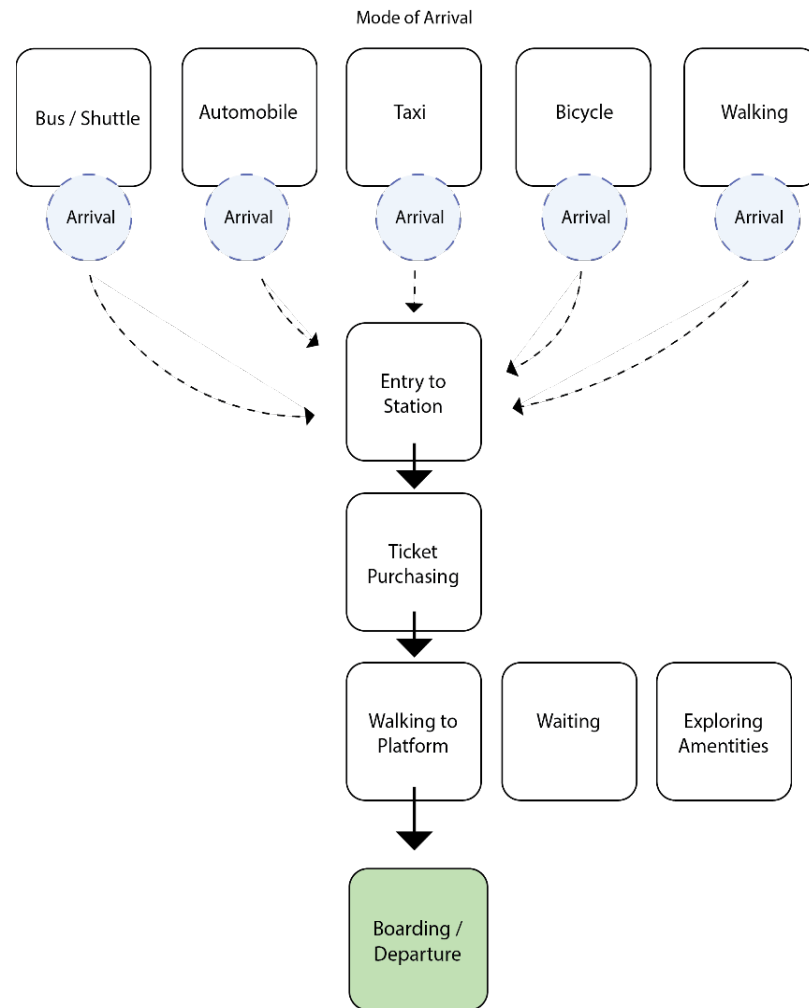 Mode of Arrival
Bus / Shuttle
Automobile
Taxi
Bicycle
Walking
Arrival
Arrival
Arrival
Arrival
Arrival
Entry to
Station
Ticket
Purchasing
Walking to
Platform
Waiting
Exploring
Amentities
Boarding /
Departure